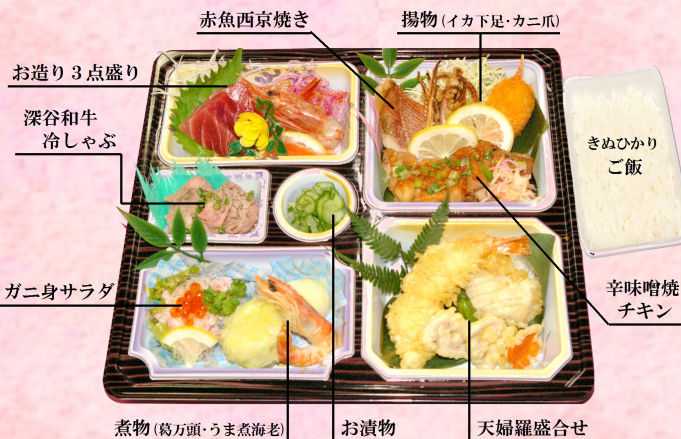 赤魚西京焼き
揚物(イカ下足・カニ爪)
お造り3点盛り
深谷和牛
冷しゃぶ
きぬひかり
ご飯
ガニ身サラダ
辛味噌焼
チキン
煮物(葛万頭・うま煮海老)
お漬物
天婦羅盛合せ